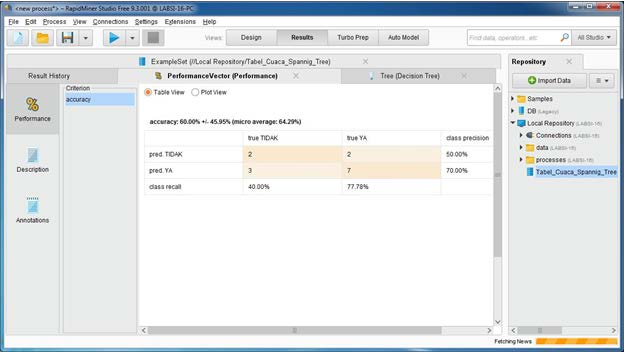 <new process*> – RapidMiner Studio Free 9.3.001 @ LABSI-16-PC
File Edit Process View Connections Settings Extensions Help
Views: Design Results Turbo Prep Auto Model
Find data, operators...etc All Studio
ExampleSet (//Local Repository/Tabel_Cuaca_Spannig_Tree)
Result History PerformanceVector (Performance) Tree (Decision Tree)
Performance
Description
Annotations
Criterion
accuracy
Table View Plot View
accuracy: 60.00% +/- 45.95% (micro average: 64.29%)
true TIDAK true YA class precision
pred. TIDAK 2 2 50.00%
pred. YA 3 7 70.00%
class recall 40.00% 77.78%
Repository
Import Data
Samples
DB (Legacy)
Local Repository (LABSI-16)
Connections (LABSI-16)
data (LABSI-16)
processes (LABSI-16)
Tabel_Cuaca_Spannig_Tree
Fetching News